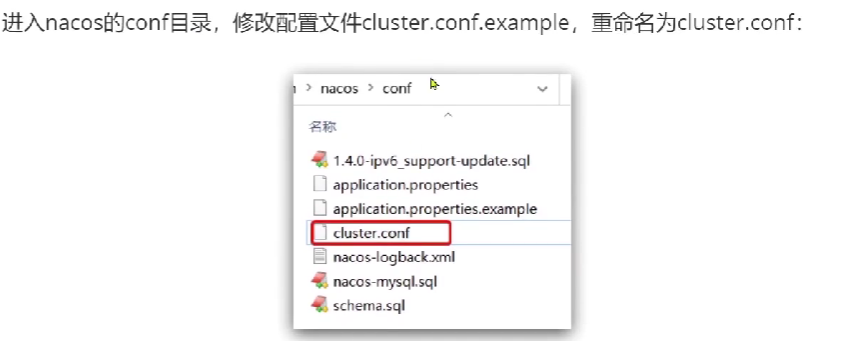 进入nacos的conf目录，修改配置文件cluster.conf.example，重命名为cluster.conf：
nacos > conf
名称
1.4.0-ipv6_support-update.sql
application.properties
application.properties.example
cluster.conf
nacos-logback.xml
nacos-mysql.sql
schema.sql